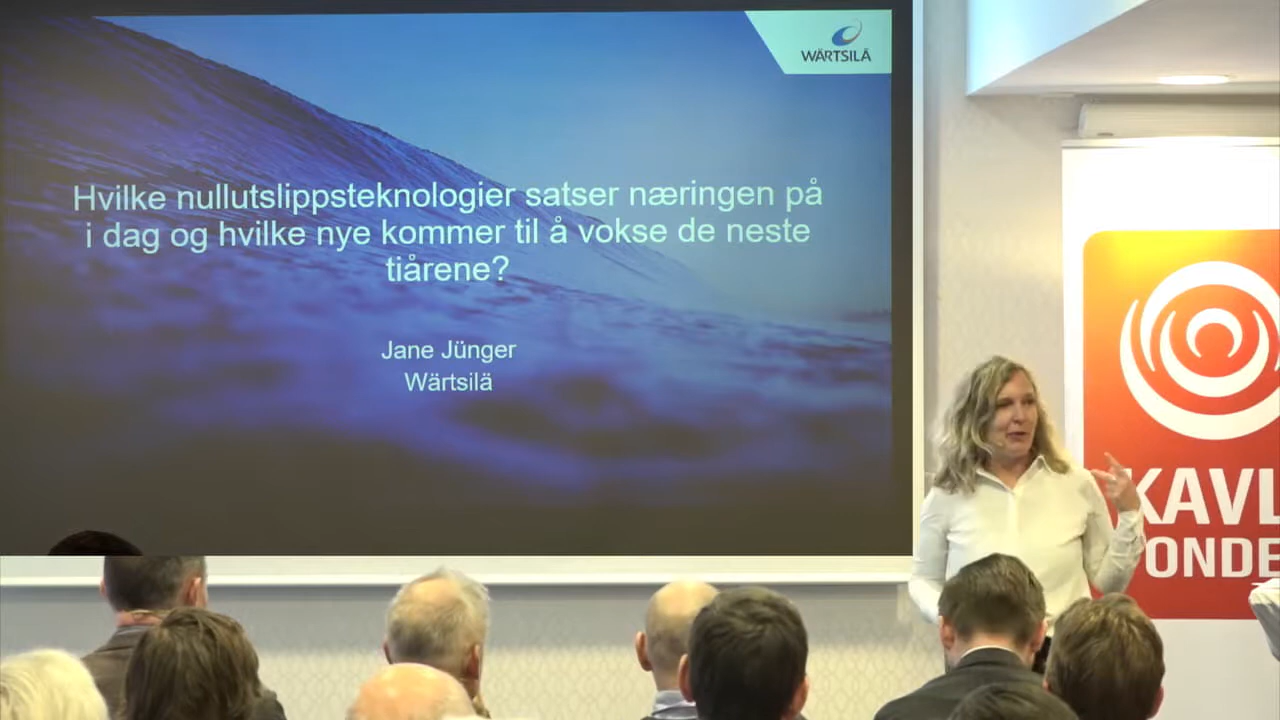 WÄRTSILÄ
Hvilke nullutslippsteknologier satser næringen på
i dag og hvilke nye kommer til å vokse de neste
tiårene?
Jane Jünger
Wärtsilä
KAVL
ONDE